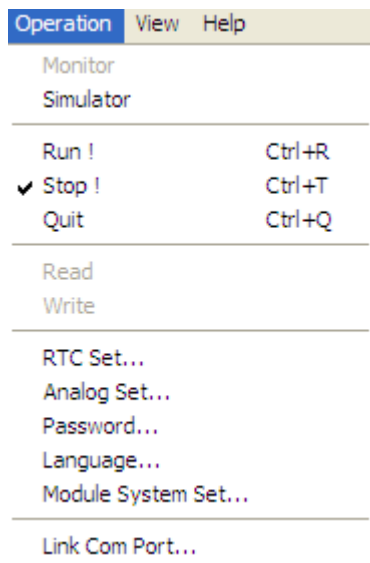 Operation View Help
Monitor
Simulator
Run ! Ctrl+R
Stop ! Ctrl+T
Quit Ctrl+Q
Read
Write
RTC Set...
Analog Set...
Password...
Language...
Module System Set...
Link Com Port...